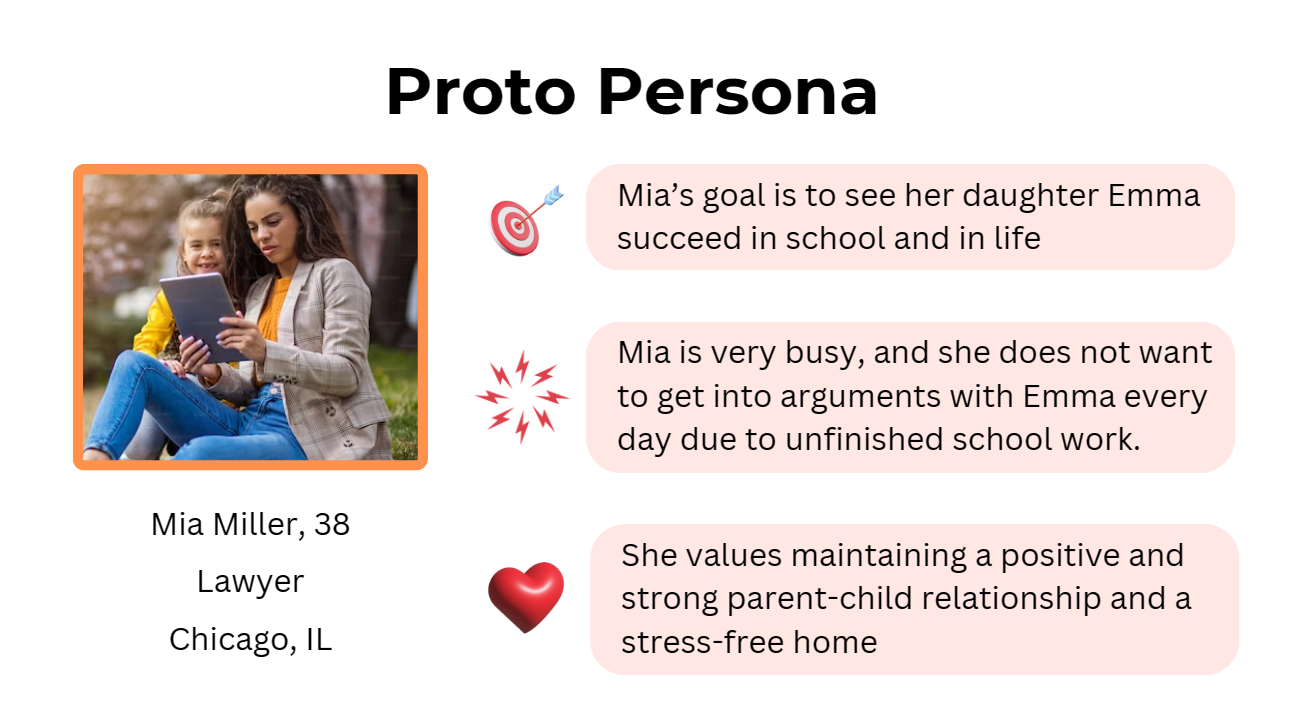 Proto Persona
Mia Miller, 38
Lawyer
Chicago, IL
Mia’s goal is to see her daughter Emma
succeed in school and in life
Mia is very busy, and she does not want
to get into arguments with Emma every
day due to unfinished school work.
She values maintaining a positive and
strong parent-child relationship and a
stress-free home